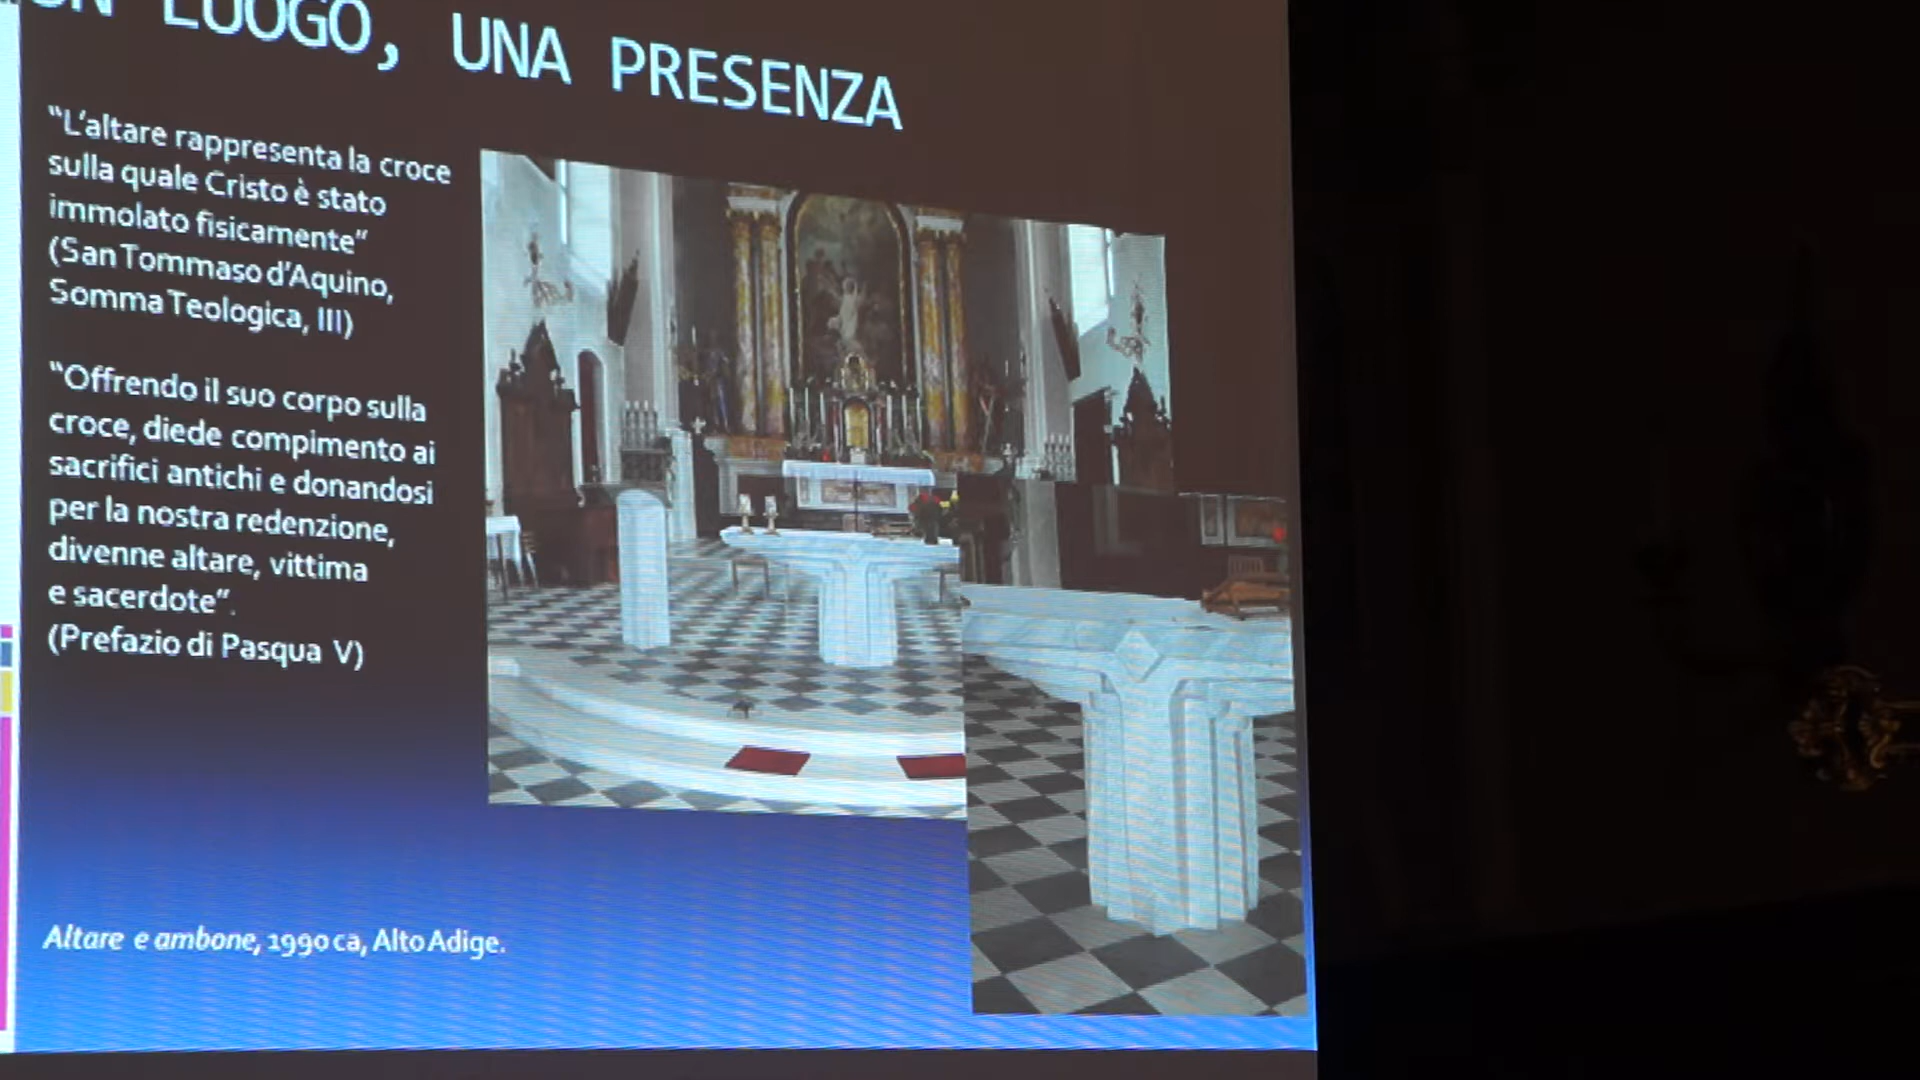 UN LUOGO, UNA PRESENZA
“L’altare rappresenta la croce
sulla quale Cristo è stato
immolato fisicamente”
(San Tommaso d’Aquino,
Somma Teologica, III)
“Offrendo il suo corpo sulla
croce, diede compimento ai
sacrifici antichi e donandosi
per la nostra redenzione,
divenne altare, vittima
e sacerdote”.
(Prefazio di Pasqua V)
Altare e ambone, 1990 ca, Alto Adige.